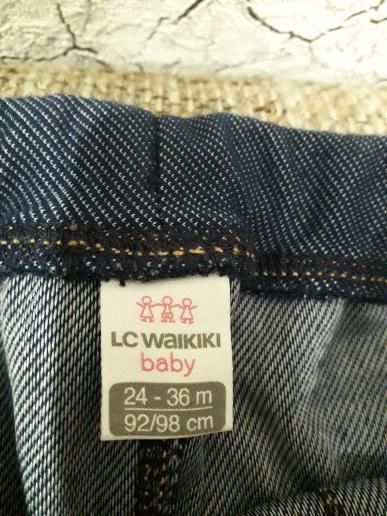 LC WAIKIKI
baby
24 - 36 m
92/98 cm